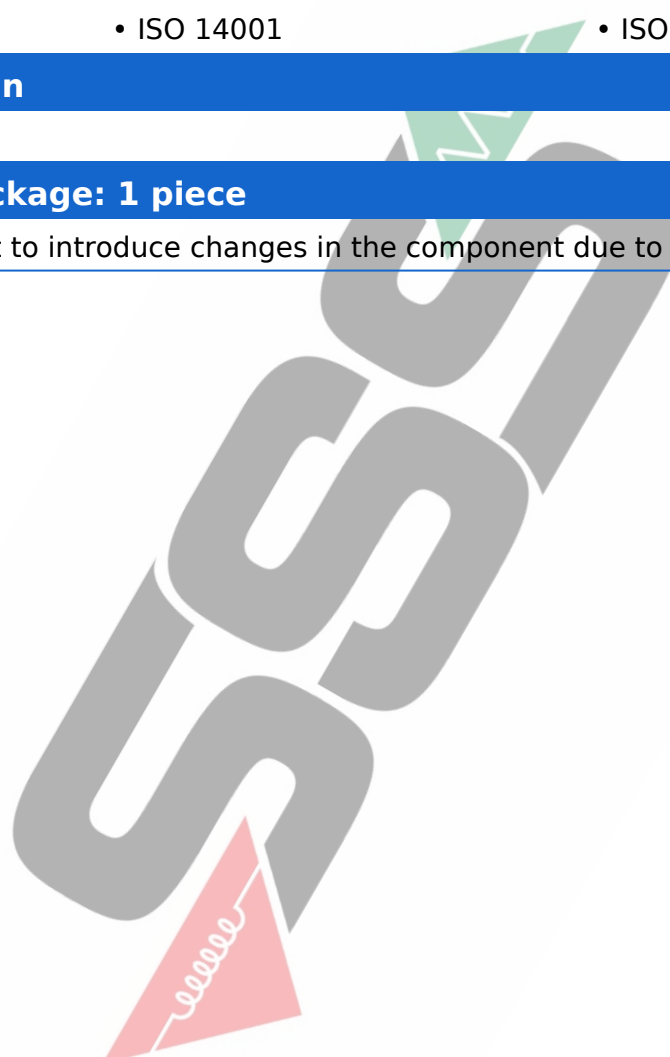 • ISO 14001 • ISO
n
ckage: 1 piece
to introduce changes in the component due to